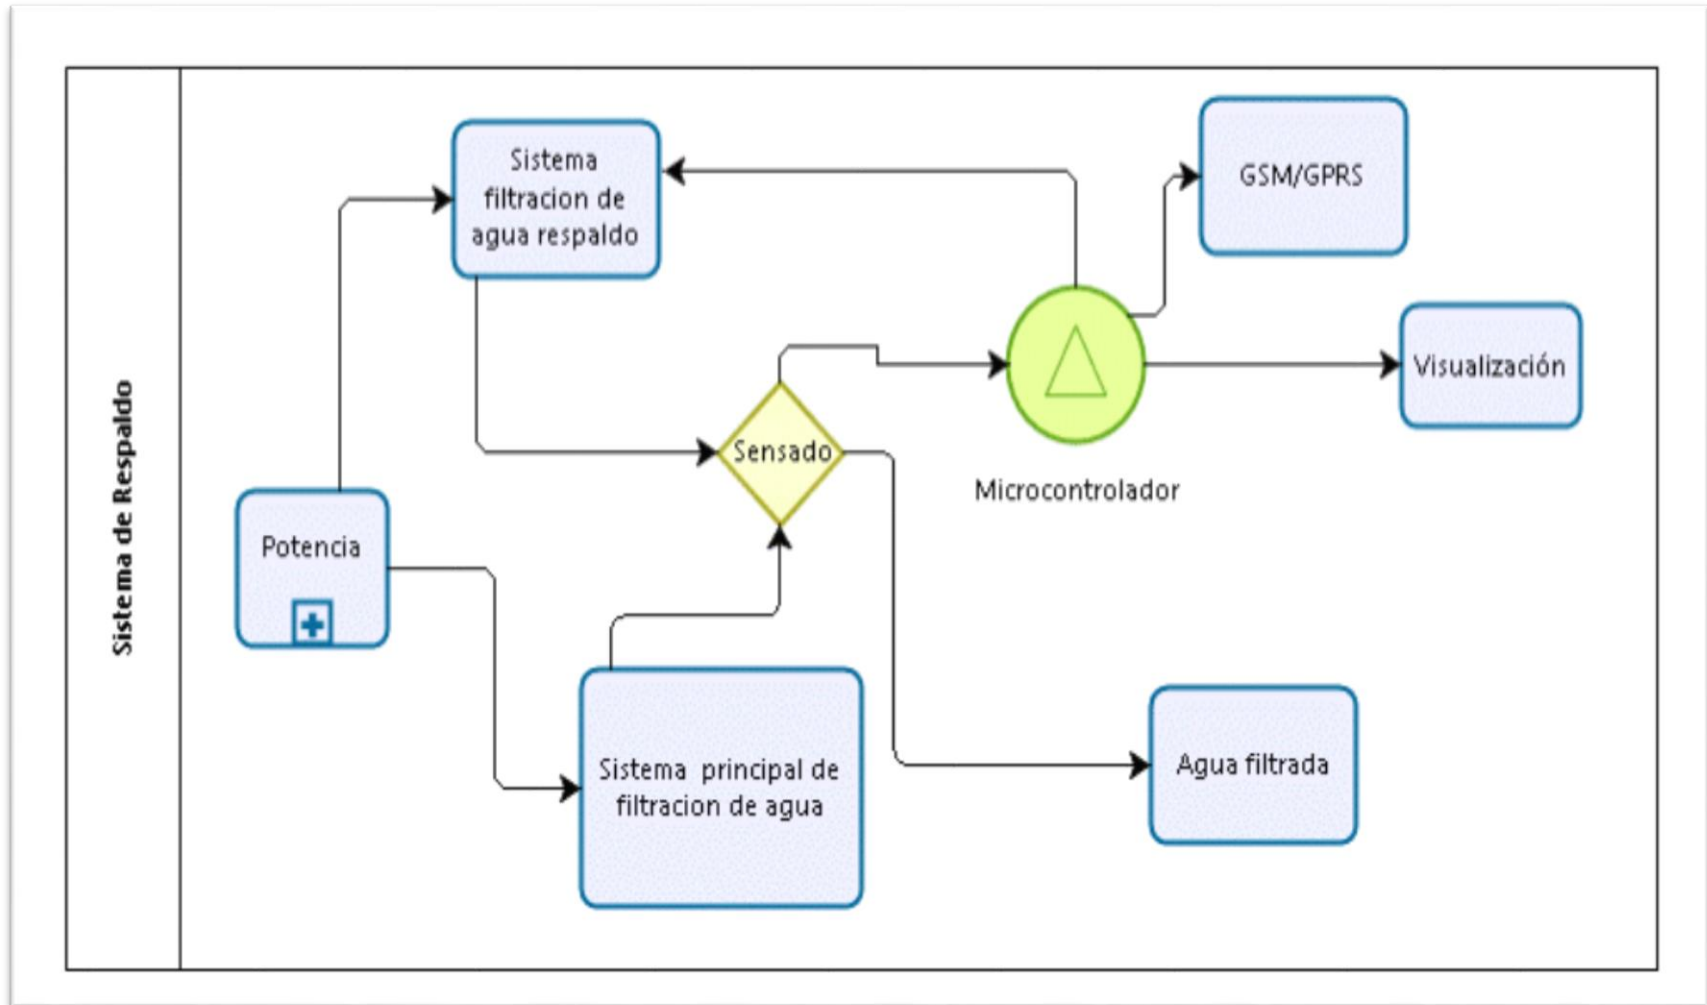 Sistema de Respaldo
Sistema
filtracion de
agua respaldo
GSM/GPRS
Visualización
Sensado
Microcontrolador
Potencia
Sistema principal de
filtracion de agua
Agua filtrada